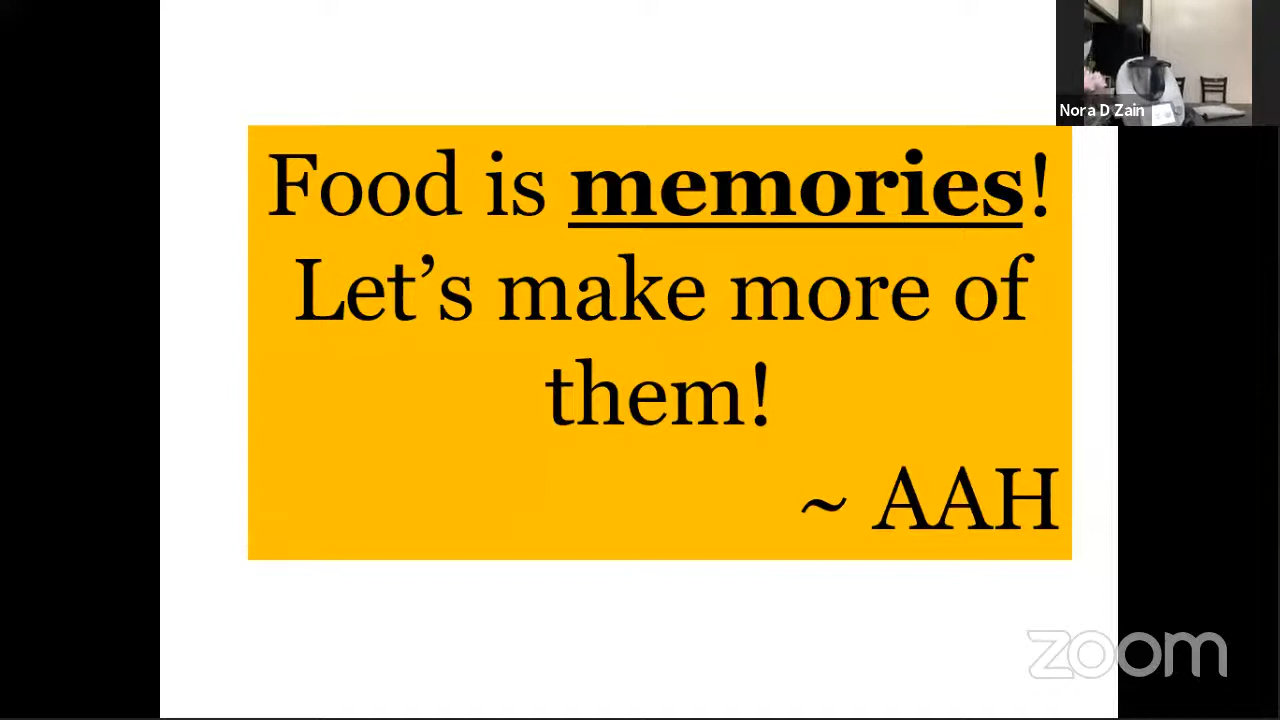 Nora D Zain
Food is memories!
Let’s make more of
them!
~ AAH
zoom